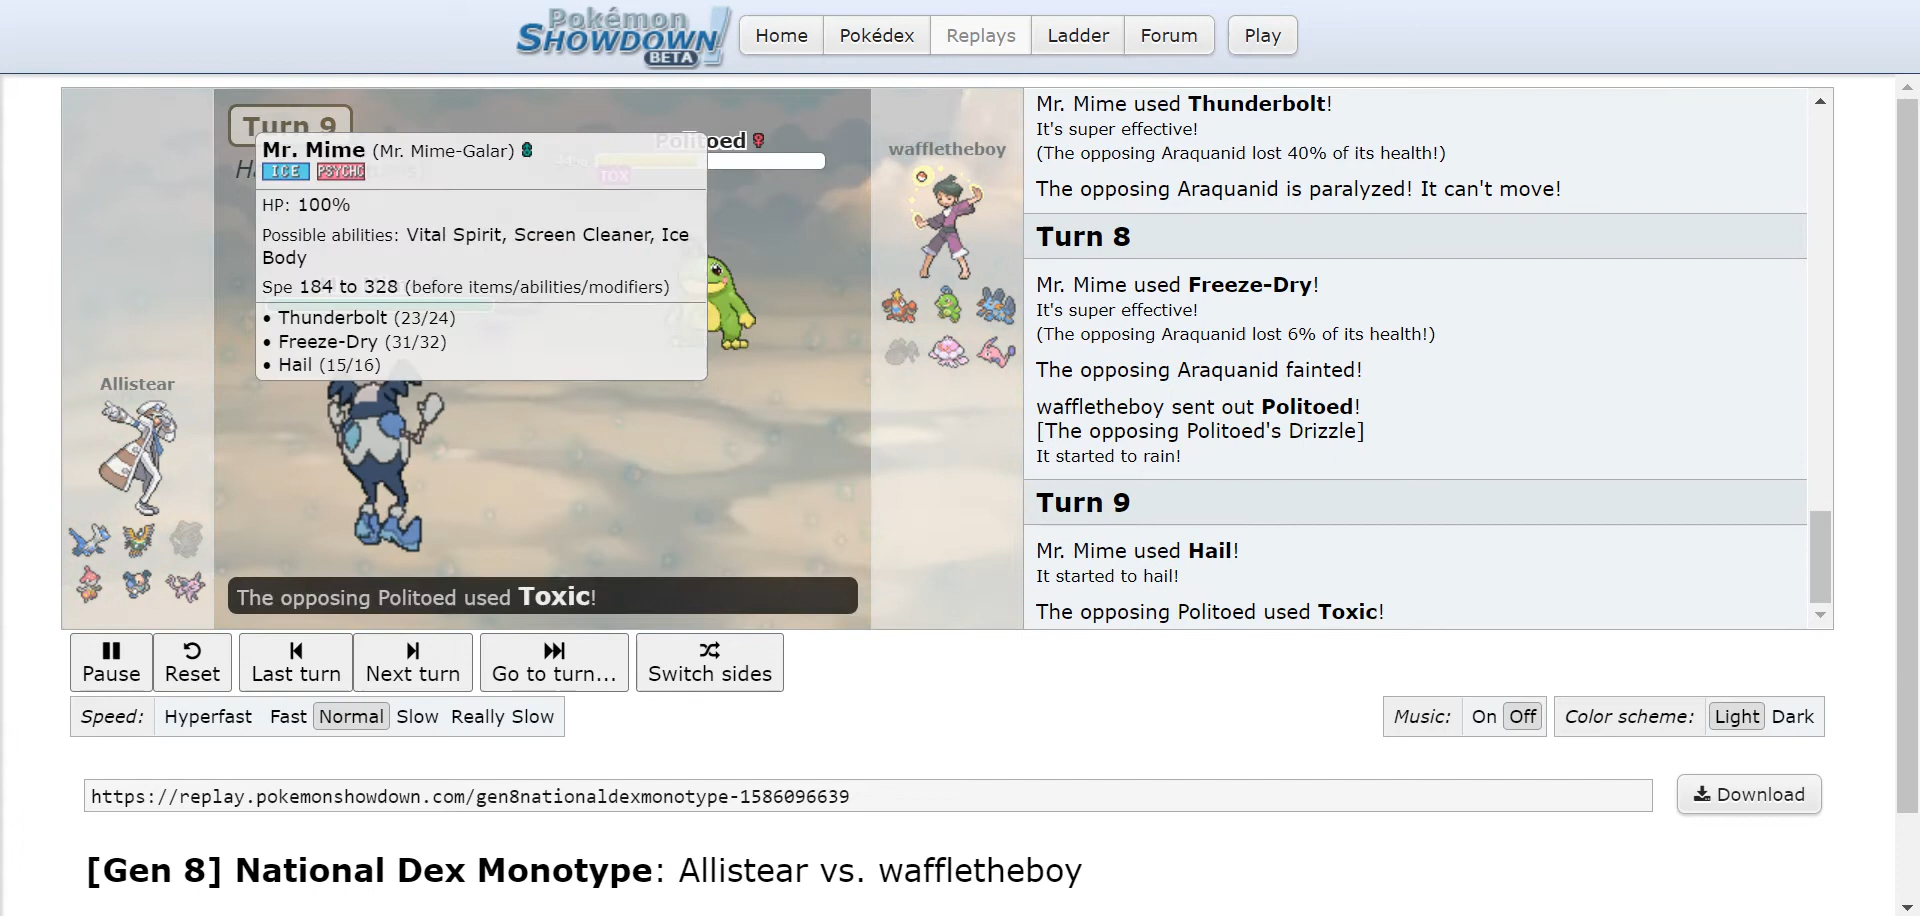 Pokémon
SHOWDOWN!
BETA
Home
Pokédex
Replays
Ladder
Forum
Play
Turn 9
Politoed
TOX
Mr. Mime (Mr. Mime-Galar)
ICE PSYCHC
HP: 100%
Possible abilities: Vital Spirit, Screen Cleaner, Ice
Body
Spe 184 to 328 (before items/abilities/modifiers)
• Thunderbolt (23/24)
• Freeze-Dry (31/32)
• Hail (15/16)
Allistear
waffletheboy
The opposing Politoed used Toxic!
Mr. Mime used Thunderbolt!
It's super effective!
(The opposing Araquanid lost 40% of its health!)
The opposing Araquanid is paralyzed! It can't move!
Turn 8
Mr. Mime used Freeze-Dry!
It's super effective!
(The opposing Araquanid lost 6% of its health!)
The opposing Araquanid fainted!
waffletheboy sent out Politoed!
[The opposing Politoed's Drizzle]
It started to rain!
Turn 9
Mr. Mime used Hail!
It started to hail!
The opposing Politoed used Toxic!
Pause
Reset
Last turn
Next turn
Go to turn...
Switch sides
Speed: Hyperfast Fast Normal Slow Really Slow
Music: On Off
Color scheme: Light Dark
https://replay.pokemonshowdown.com/gen8nationaldexmonotype-1586096639
Download
[Gen 8] National Dex Monotype: Allistear vs. waffletheboy